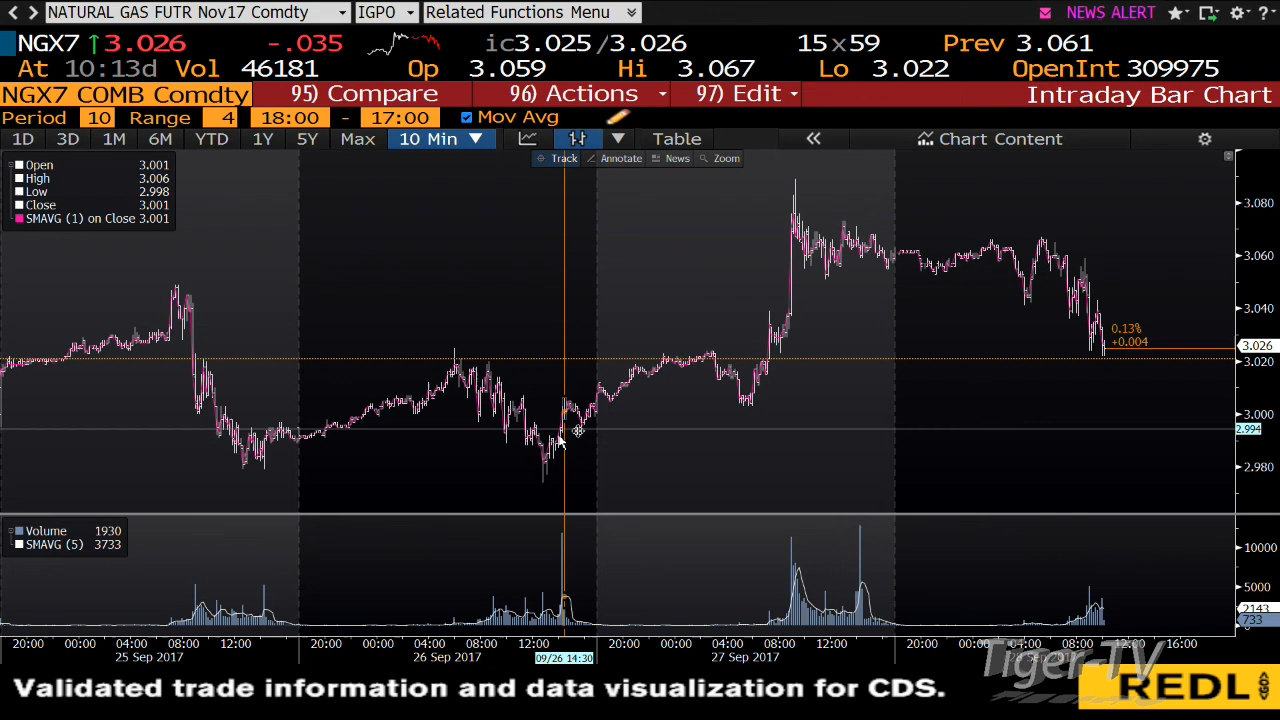 NATURAL GAS FUTR Nov17 Comdty IGPO Related Functions Menu NEWS ALERT
NGX7 ↑3.026 -.035 ic3.025/3.026 15x59 Prev 3.061
At 10:13d Vol 46181 Op 3.059 Hi 3.067 Lo 3.022 OpenInt 309975
NGX7 COMB Comdty 95) Compare 96) Actions 97) Edit Intraday Bar Chart
Period 10 Range 4 18:00 - 17:00 Mov Avg
1D 3D 1M 6M YTD 1Y 5Y Max 10 Min Table Chart Content
Track Annotate News Zoom
Open 3.001
High 3.006
Low 2.998
Close 3.001
SMAVG (1) on Close 3.001
3.080
3.060
3.040
0.13%
+0.004
3.026
3.020
3.000
2.994
2.980
Volume 1930
SMAVG (5) 3733
10000
5000
2143
733
0
20:00 00:00 04:00 08:00 12:00 20:00 00:00 04:00 08:00 12:00 20:00 00:00 04:00 08:00 12:00 20:00 00:00 04:00 08:00 12:00 16:00
25 Sep 2017 26 Sep 2017 09/26 14:30 27 Sep 2017 28 Sep 2017
Tiger-TV
Validated trade information and data visualization for CDS.
REDL